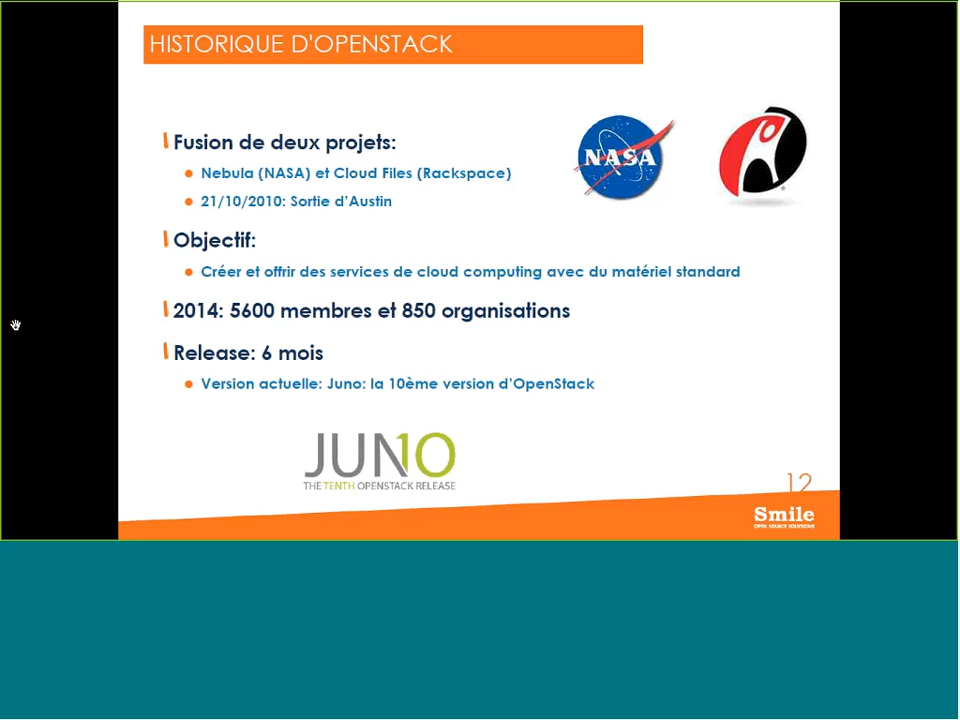 HISTORIQUE D'OPENSTACK
Fusion de deux projets:
NASA
Nebula (NASA) et Cloud Files (Rackspace)
21/10/2010: Sortie d'Austin
Objectif:
Créer et offrir des services de cloud computing avec du matériel standard
2014: 5600 membres et 850 organisations
Release: 6 mois
Version actuelle: Juno: la 10ème version d'OpenStack
JUNO
THE TENTH OPENSTACK RELEASE
12
Smile
OPEN SOURCE SOLUTIONS